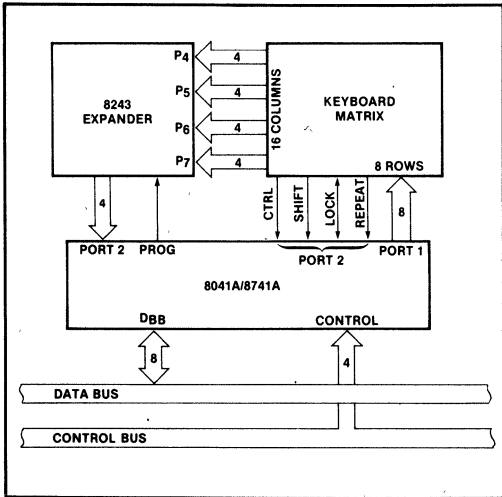 8243
EXPANDER
P4
P5
P6
P7
4
4
4
4
16 COLUMNS
KEYBOARD
MATRIX
8 ROWS
4
CTRL
SHIFT
LOCK
REPEAT
8
PORT 2
PROG
PORT 2
PORT 1
8041A/8741A
DBB
CONTROL
8
4
DATA BUS
CONTROL BUS